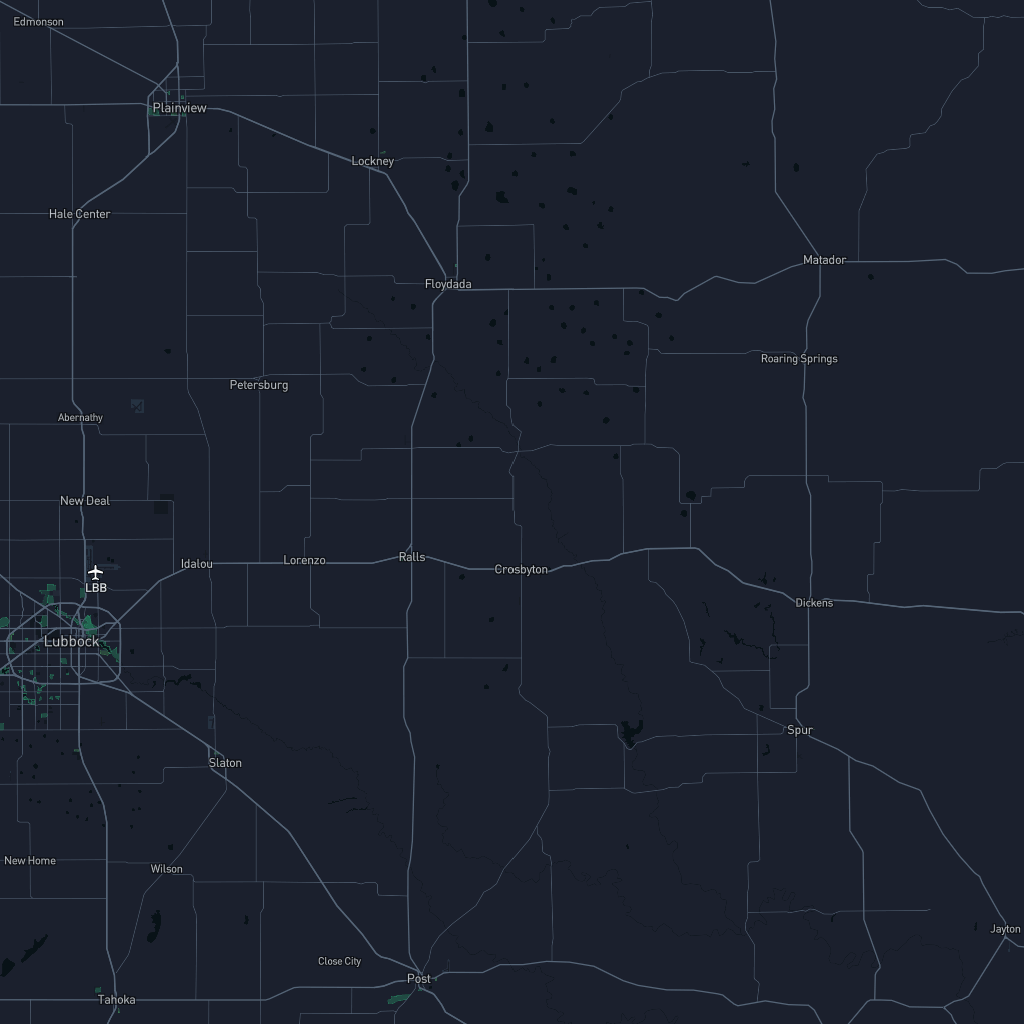 Edmonson
Plainview
Lockney
Hale Center
Matador
Floydada
Roaring Springs
Petersburg
Abernathy
New Deal
Idalou
Lorenzo
Ralls
Crosbyton
LBB
Dickens
Lubbock
Spur
Slaton
New Home
Wilson
Jayton
Close City
Post
Tahoka